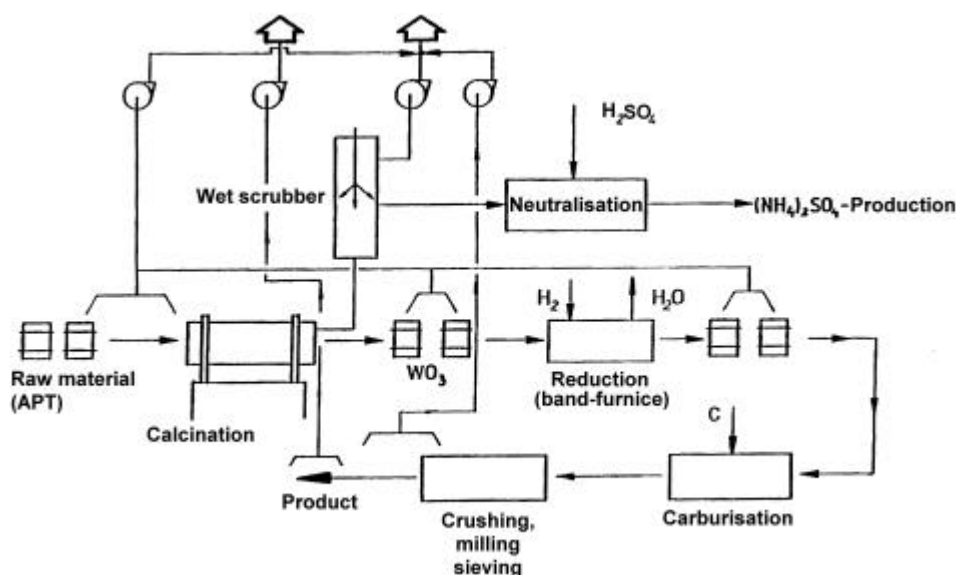 H₂SO₄
Wet scrubber
Neutralisation
(NH₄)₂SO₄-Production
H₂
H₂O
Raw material
(APT)
WO₃
Reduction
(band-furnice)
Calcination
C
Product
Crushing,
milling
sieving
Carburisation